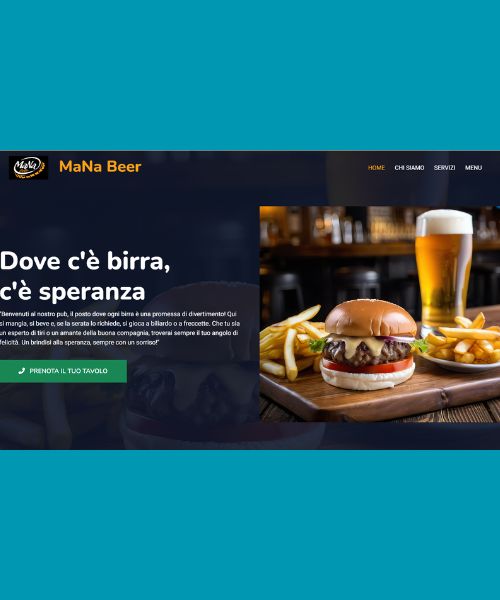 MaNa
MaNa Beer
HOME CHI SIAMO SERVIZI MENU
Dove c'è birra,
c'è speranza
"Benvenuti al nostro pub, il posto dove ogni birra è una promessa di divertimento! Qui
si mangia, si beve e, se la serata lo richiede, si gioca a biliardo o a freccette. Che tu sia
un esperto di tiri o un amante della buona compagnia, troverai sempre il tuo angolo di
felicità. Un brindisi alla speranza, sempre con un sorriso!"
PRENOTA IL TUO TAVOLO